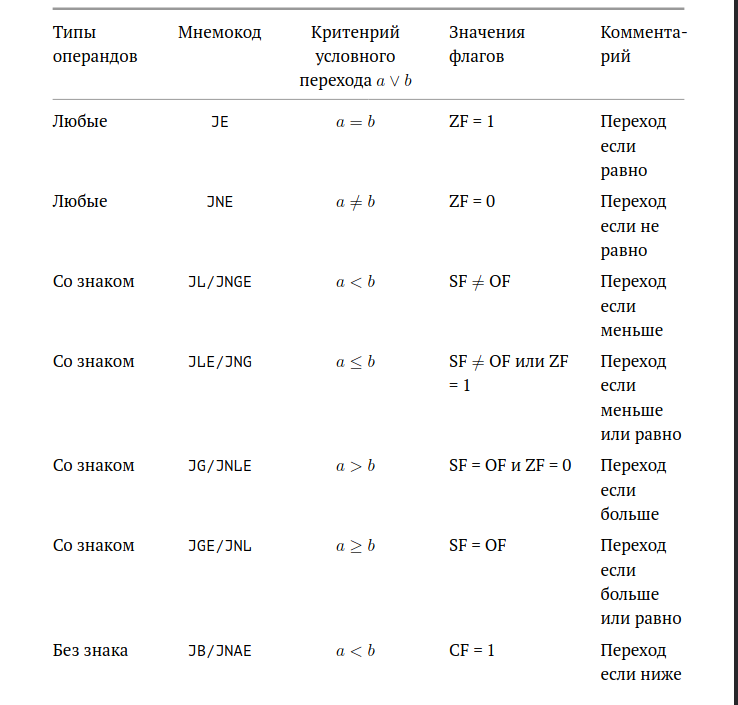 Типы Мнемокод Критенрий Значения Коммента-
операндов условного флагов рий
перехода a ∨ b
Любые JE a = b ZF = 1 Переход
если
равно
Любые JNE a ≠ b ZF = 0 Переход
если не
равно
Со знаком JL/JNGE a < b SF ≠ OF Переход
если
меньше
Со знаком JLE/JNG a ≤ b SF ≠ OF или ZF Переход
= 1 если
меньше
или равно
Со знаком JG/JNLE a > b SF = OF и ZF = 0 Переход
если
больше
Со знаком JGE/JNL a ≥ b SF = OF Переход
если
больше
или равно
Без знака JB/JNAE a < b CF = 1 Переход
если ниже